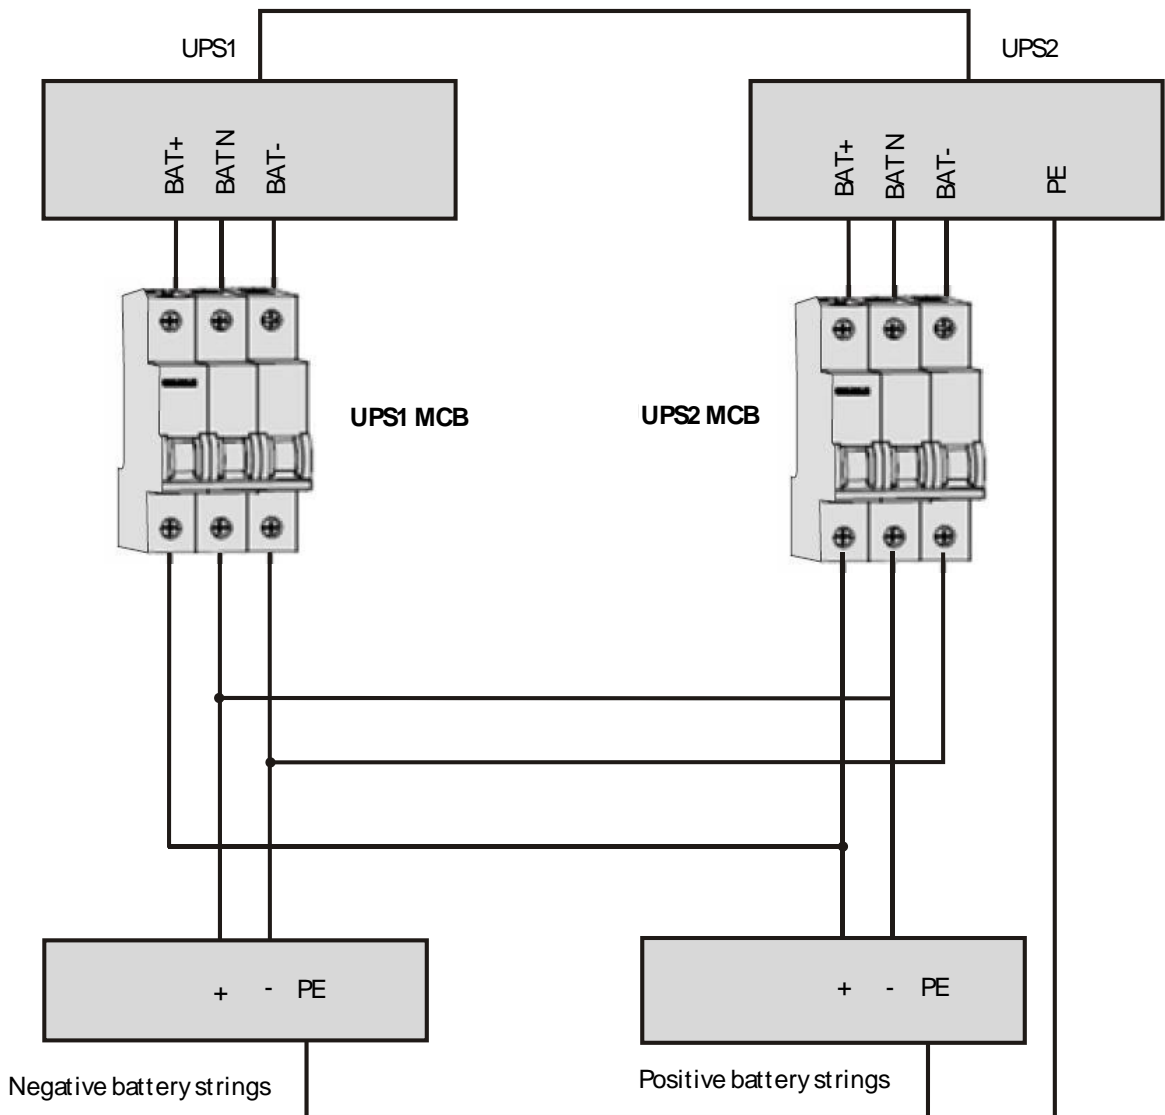 UPS1
UPS2
BAT+
BAT N
BAT-
BAT+
BAT N
BAT-
PE
UPS1 MCB
UPS2 MCB
+ - PE
+ - PE
Negative battery strings
Positive battery strings